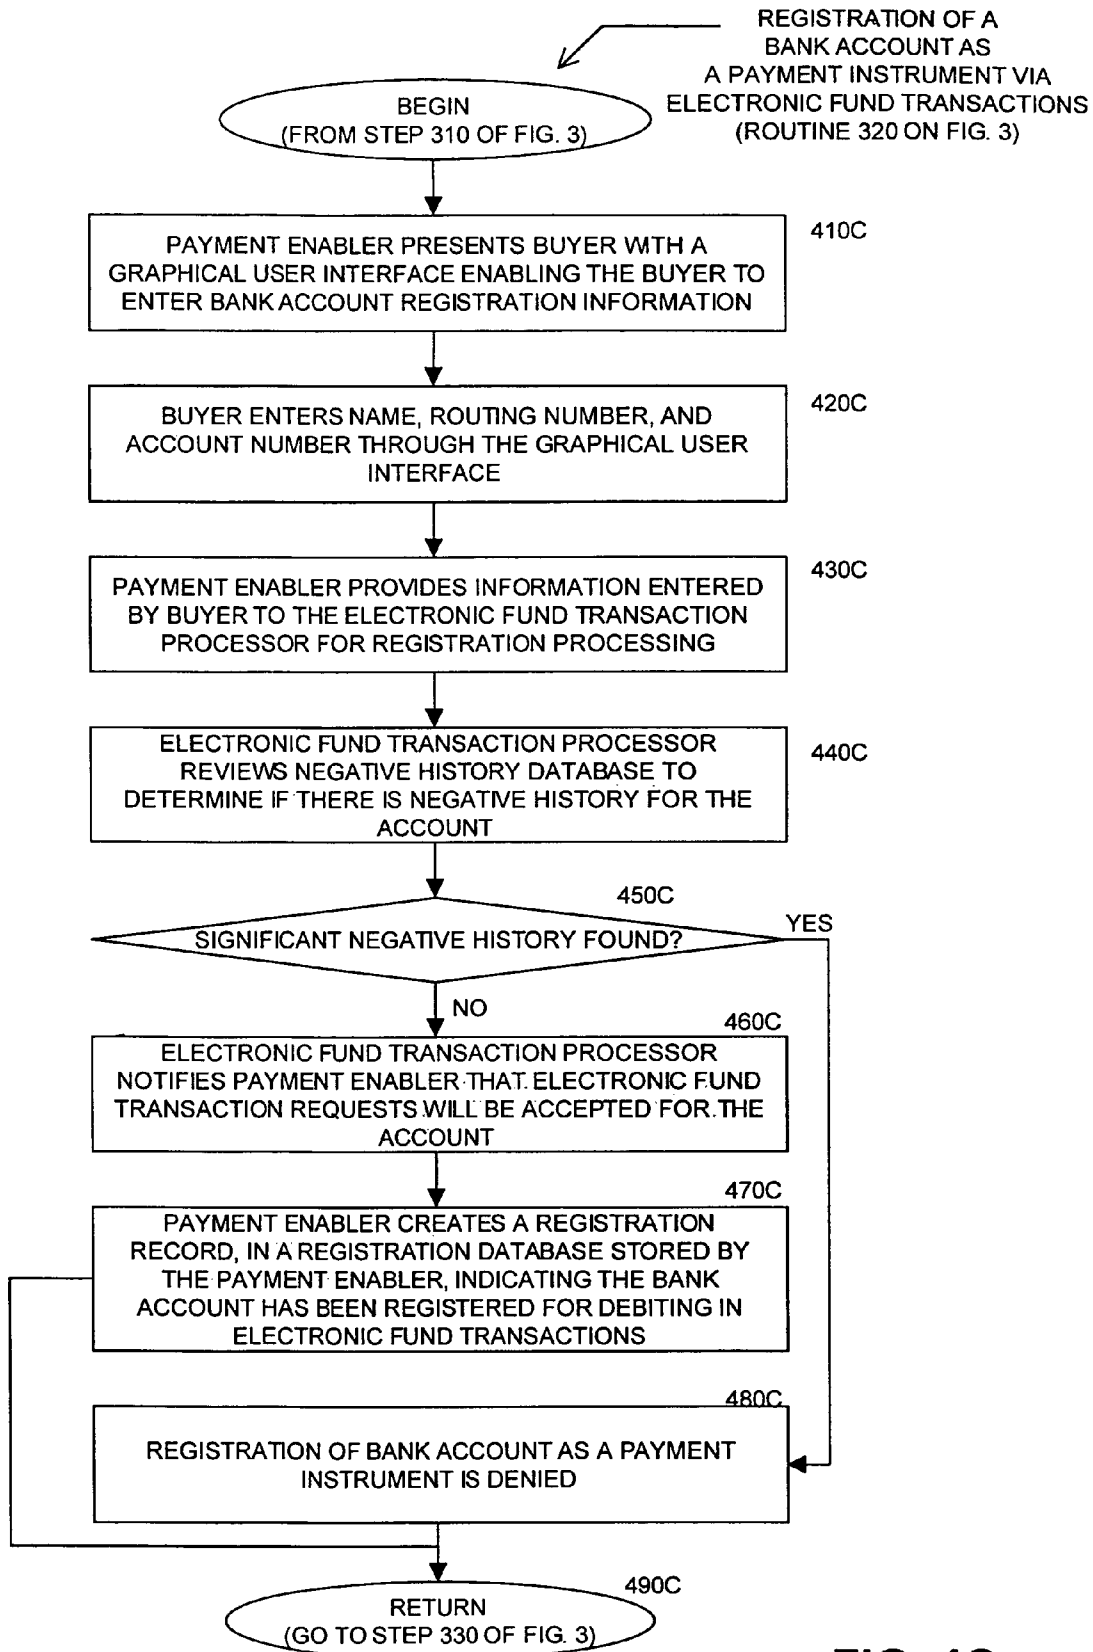 REGISTRATION OF A
BANK ACCOUNT AS
A PAYMENT INSTRUMENT VIA
ELECTRONIC FUND TRANSACTIONS
(ROUTINE 320 ON FIG. 3)
BEGIN
(FROM STEP 310 OF FIG. 3)
410C
PAYMENT ENABLER PRESENTS BUYER WITH A
GRAPHICAL USER INTERFACE ENABLING THE BUYER TO
ENTER BANK ACCOUNT REGISTRATION INFORMATION
420C
BUYER ENTERS NAME, ROUTING NUMBER, AND
ACCOUNT NUMBER THROUGH THE GRAPHICAL USER
INTERFACE
430C
PAYMENT ENABLER PROVIDES INFORMATION ENTERED
BY BUYER TO THE ELECTRONIC FUND TRANSACTION
PROCESSOR FOR REGISTRATION PROCESSING
440C
ELECTRONIC FUND TRANSACTION PROCESSOR
REVIEWS NEGATIVE HISTORY DATABASE TO
DETERMINE IF THERE IS NEGATIVE HISTORY FOR THE
ACCOUNT
450C
SIGNIFICANT NEGATIVE HISTORY FOUND?
YES
NO
460C
ELECTRONIC FUND TRANSACTION PROCESSOR
NOTIFIES PAYMENT ENABLER THAT ELECTRONIC FUND
TRANSACTION REQUESTS WILL BE ACCEPTED FOR THE
ACCOUNT
470C
PAYMENT ENABLER CREATES A REGISTRATION
RECORD, IN A REGISTRATION DATABASE STORED BY
THE PAYMENT ENABLER, INDICATING THE BANK
ACCOUNT HAS BEEN REGISTERED FOR DEBITING IN
ELECTRONIC FUND TRANSACTIONS
480C
REGISTRATION OF BANK ACCOUNT AS A PAYMENT
INSTRUMENT IS DENIED
490C
RETURN
(GO TO STEP 330 OF FIG. 3)